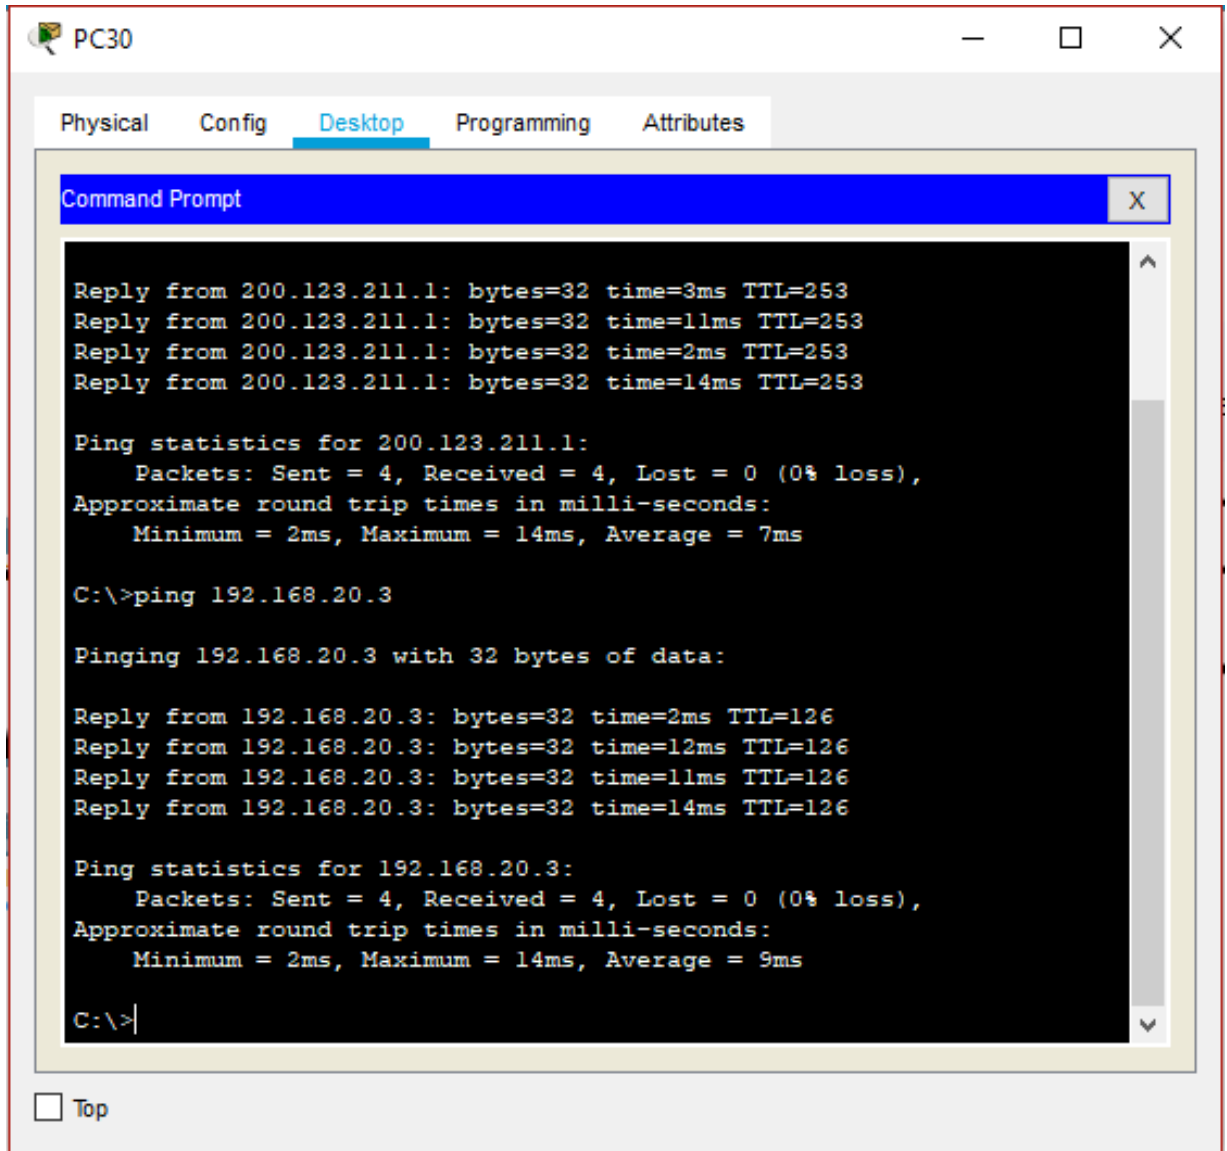 PC30
Physical Config Desktop Programming Attributes
Command Prompt X
Reply from 200.123.211.1: bytes=32 time=3ms TTL=253
Reply from 200.123.211.1: bytes=32 time=11ms TTL=253
Reply from 200.123.211.1: bytes=32 time=2ms TTL=253
Reply from 200.123.211.1: bytes=32 time=14ms TTL=253
Ping statistics for 200.123.211.1:
Packets: Sent = 4, Received = 4, Lost = 0 (0% loss),
Approximate round trip times in milli-seconds:
Minimum = 2ms, Maximum = 14ms, Average = 7ms
C:\>ping 192.168.20.3
Pinging 192.168.20.3 with 32 bytes of data:
Reply from 192.168.20.3: bytes=32 time=2ms TTL=126
Reply from 192.168.20.3: bytes=32 time=12ms TTL=126
Reply from 192.168.20.3: bytes=32 time=11ms TTL=126
Reply from 192.168.20.3: bytes=32 time=14ms TTL=126
Ping statistics for 192.168.20.3:
Packets: Sent = 4, Received = 4, Lost = 0 (0% loss),
Approximate round trip times in milli-seconds:
Minimum = 2ms, Maximum = 14ms, Average = 9ms
C:\>
Top